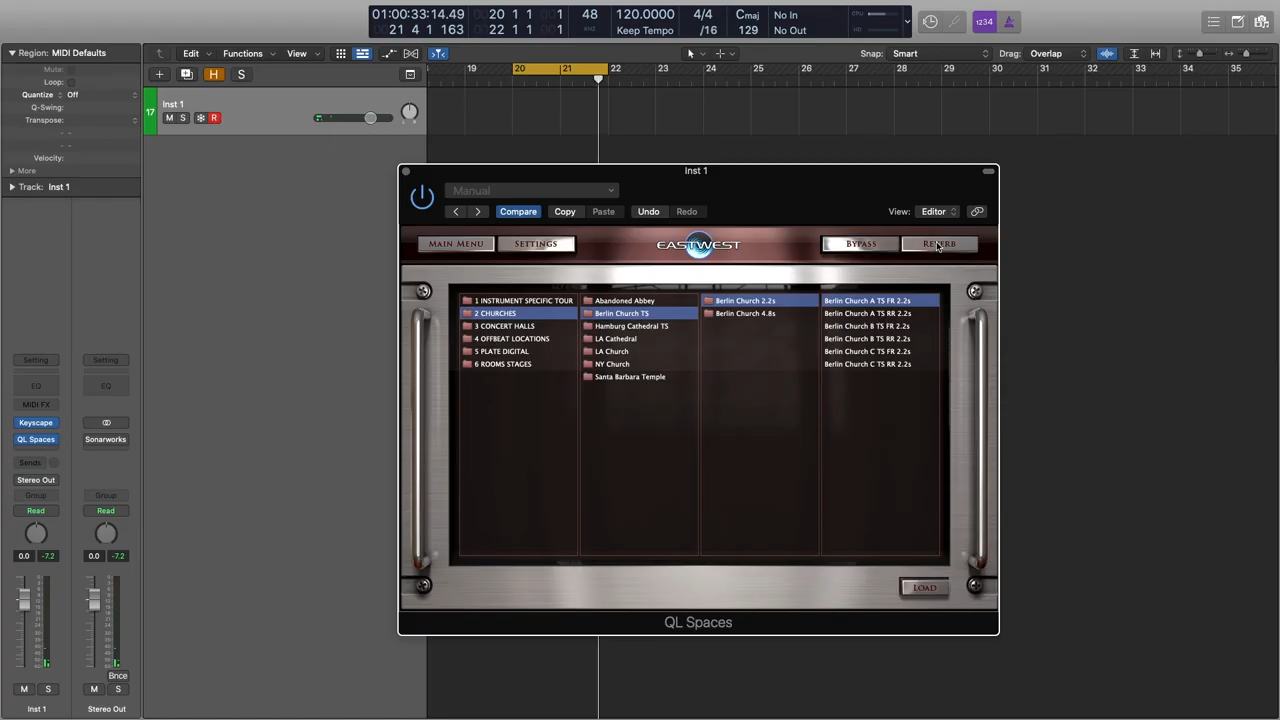 01:00:33:14.49
21 4 1 163
20 1 1 1
22 1 1 1
48
KHZ
120.0000
Keep Tempo
4/4
/16
Cmaj
129
No In
No Out
CPU
HD
1234
Region: MIDI Defaults
Mute:
Loop:
Quantize Off
Q-Swing:
Transpose:
Velocity:
More
Track: Inst 1
Edit
Functions
View
Snap: Smart
Drag: Overlap
H
S
19 20 21 22 23 24 25 26 27 28 29 30 31 32 33 34 35
17
Inst 1
M S R
Inst 1
Manual
Compare
Copy
Paste
Undo
Redo
View: Editor
MAIN MENU
SETTINGS
EASTWEST
BYPASS
REVERB
1 INSTRUMENT SPECIFIC TOUR
2 CHURCHES
3 CONCERT HALLS
4 OFFBEAT LOCATIONS
5 PLATE DIGITAL
6 ROOMS STAGES
Abandoned Abbey
Berlin Church TS
Hamburg Cathedral TS
LA Cathedral
LA Church
NY Church
Santa Barbara Temple
Berlin Church 2.2s
Berlin Church 4.8s
Berlin Church A TS FR 2.2s
Berlin Church A TS RR 2.2s
Berlin Church B TS FR 2.2s
Berlin Church B TS RR 2.2s
Berlin Church C TS FR 2.2s
Berlin Church C TS RR 2.2s
LOAD
QL Spaces
Setting Setting
EQ EQ
MIDI FX
Keyscape
QL Spaces Sonarworks
Sends
Stereo Out
Group Group
Read Read
0.0 -7.2 0.0 -7.2
Bnce
M S M S
Inst 1 Stereo Out